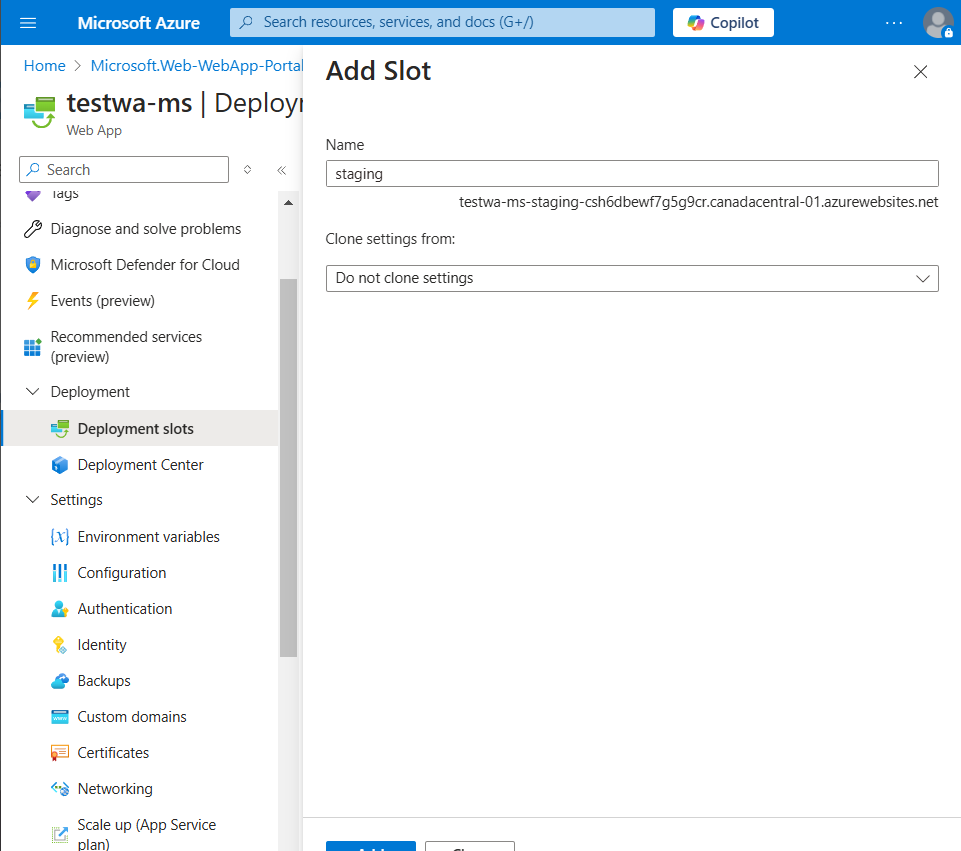 Microsoft Azure
Search resources, services, and docs (G+/)
Copilot
...
Home > Microsoft.Web-WebApp-Portal
testwa-ms | Deployr
Web App
Search
Tags
Diagnose and solve problems
Microsoft Defender for Cloud
Events (preview)
Recommended services
(preview)
Deployment
Deployment slots
Deployment Center
Settings
Environment variables
Configuration
Authentication
Identity
Backups
Custom domains
Certificates
Networking
Scale up (App Service
plan)
Add Slot
Name
staging
testwa-ms-staging-csh6dbewf7g5g9cr.canadacentral-01.azurewebsites.net
Clone settings from:
Do not clone settings